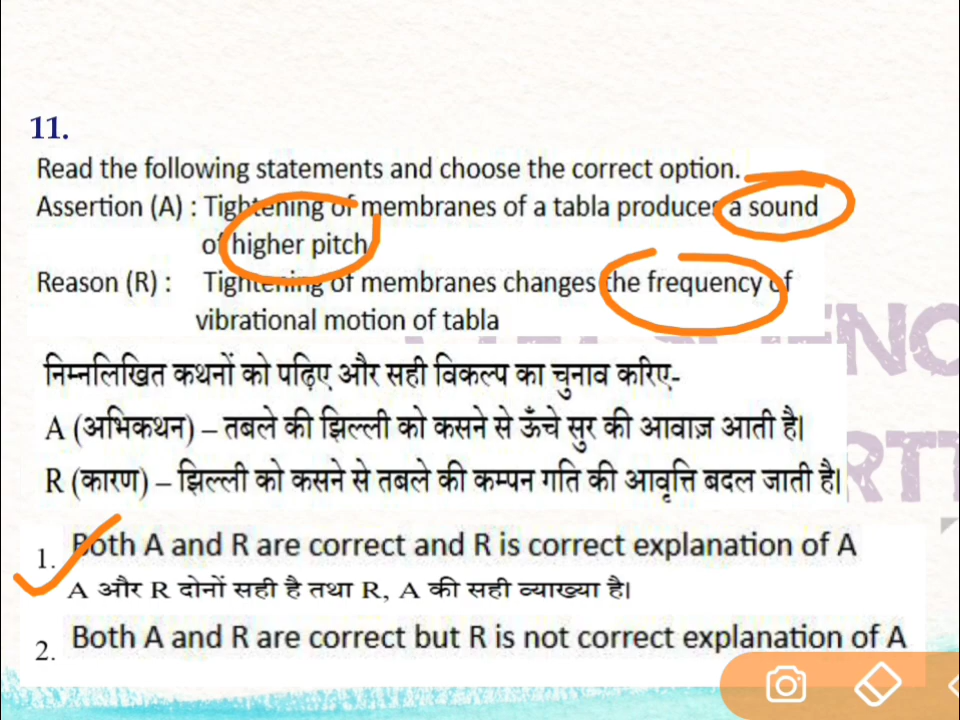 11.
Read the following statements and choose the correct option.
Assertion (A) : Tightening of membranes of a tabla produces a sound
of higher pitch
Reason (R) : Tightening of membranes changes the frequency of
vibrational motion of tabla
निम्नलिखित कथनों को पढ़िए और सही विकल्प का चुनाव करिए-
A (अभिकथन) – तबले की झिल्ली को कसने से ऊँचे सुर की आवाज़ आती है।
R (कारण) – झिल्ली को कसने से तबले की कम्पन गति की आवृत्ति बदल जाती है।
1. Both A and R are correct and R is correct explanation of A
A और R दोनों सही है तथा R, A की सही व्याख्या है।
2. Both A and R are correct but R is not correct explanation of A